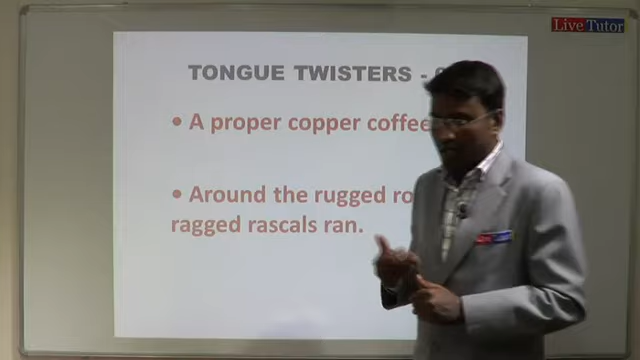 Live Tutor
TONGUE TWISTERS -
• A proper copper coffee
• Around the rugged
ragged rascals ran.